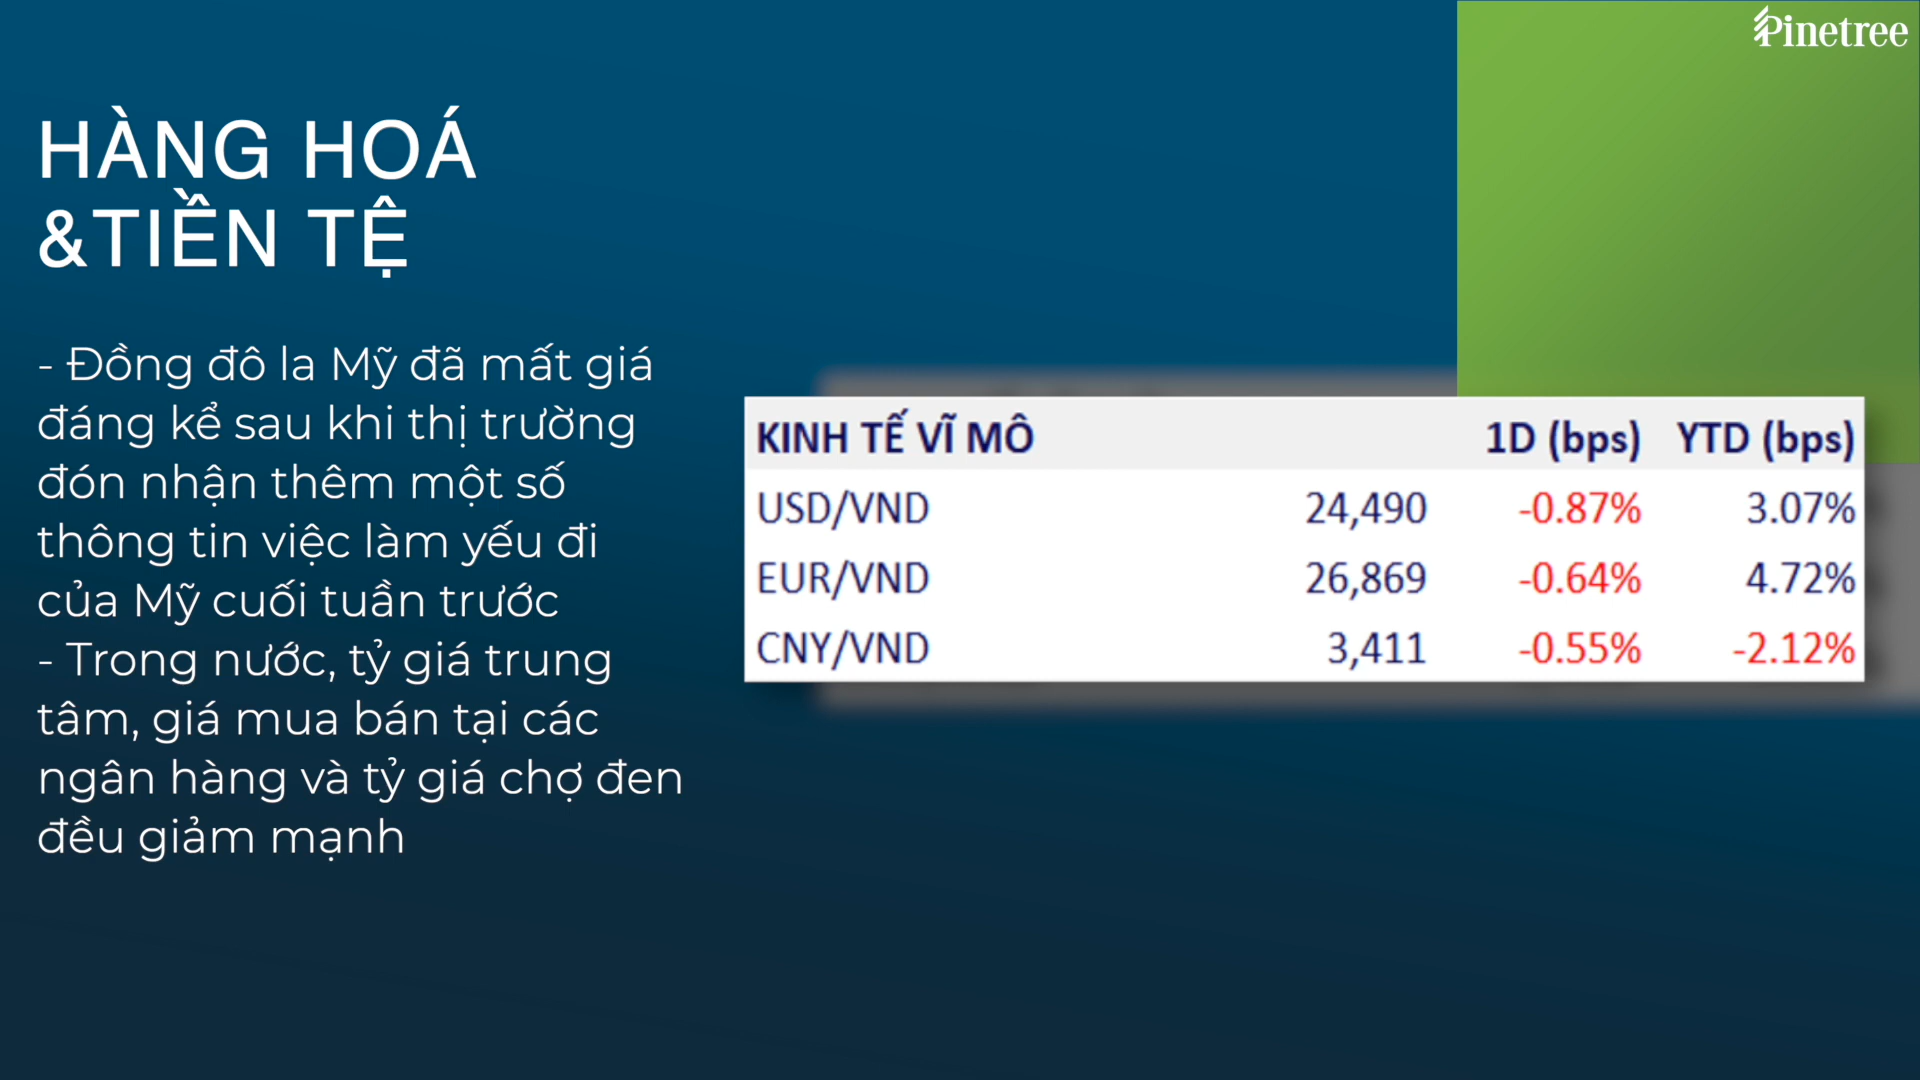 Pinetree
HÀNG HOÁ
&TIỀN TỆ
- Đồng đô la Mỹ đã mất giá
đáng kể sau khi thị trường
đón nhận thêm một số
thông tin việc làm yếu đi
của Mỹ cuối tuần trước
- Trong nước, tỷ giá trung
tâm, giá mua bán tại các
ngân hàng và tỷ giá chợ đen
đều giảm mạnh
KINH TẾ VĨ MÔ 1D (bps) YTD (bps)
USD/VND 24,490 -0.87% 3.07%
EUR/VND 26,869 -0.64% 4.72%
CNY/VND 3,411 -0.55% -2.12%